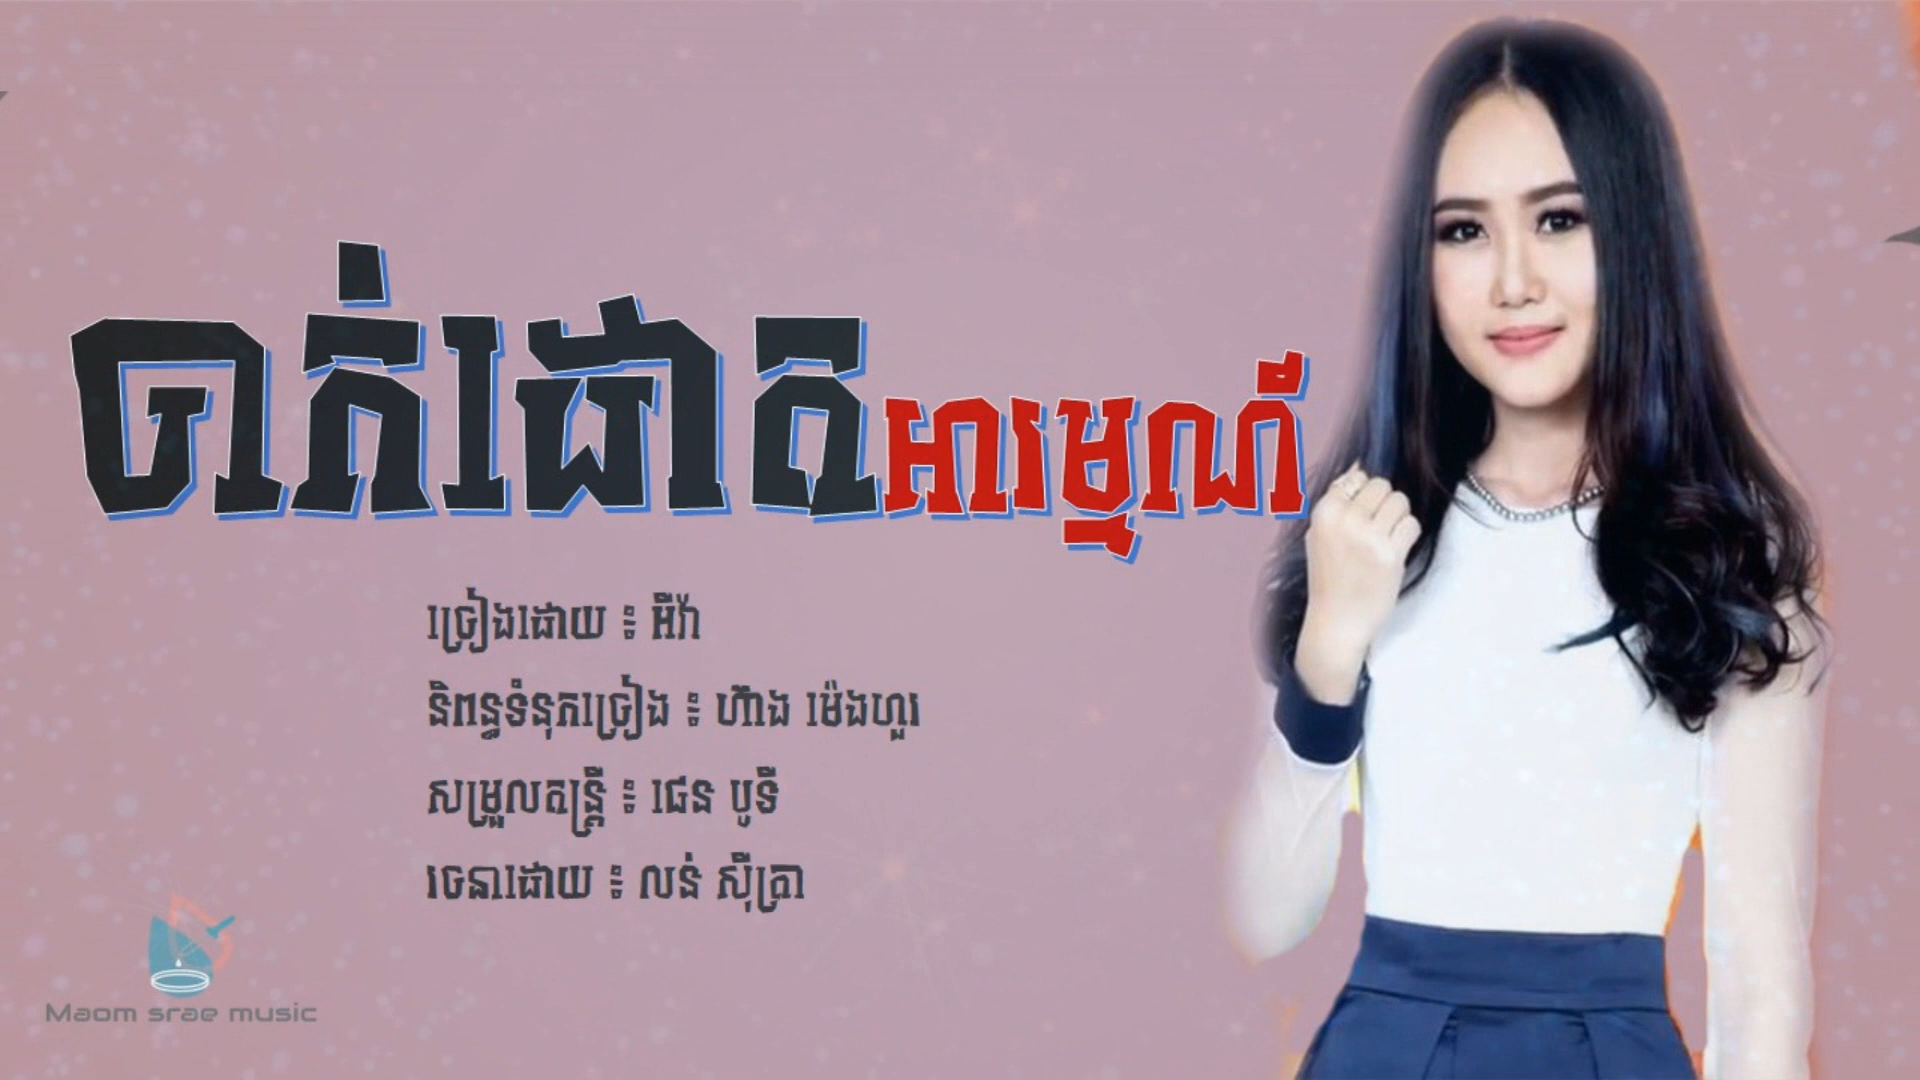 ចាក់ដោតអារម្មណ៍
ច្រៀងដោយ ៖ អីវ៉ា
និពន្ធទំនុកច្រៀង ៖ ហ៊ាង ម៉េងហួរ
សម្រួលតន្ត្រី ៖ ផេន បូទី
រចនាដោយ ៖ លន់ ស៊ីត្រា
Maom srae music